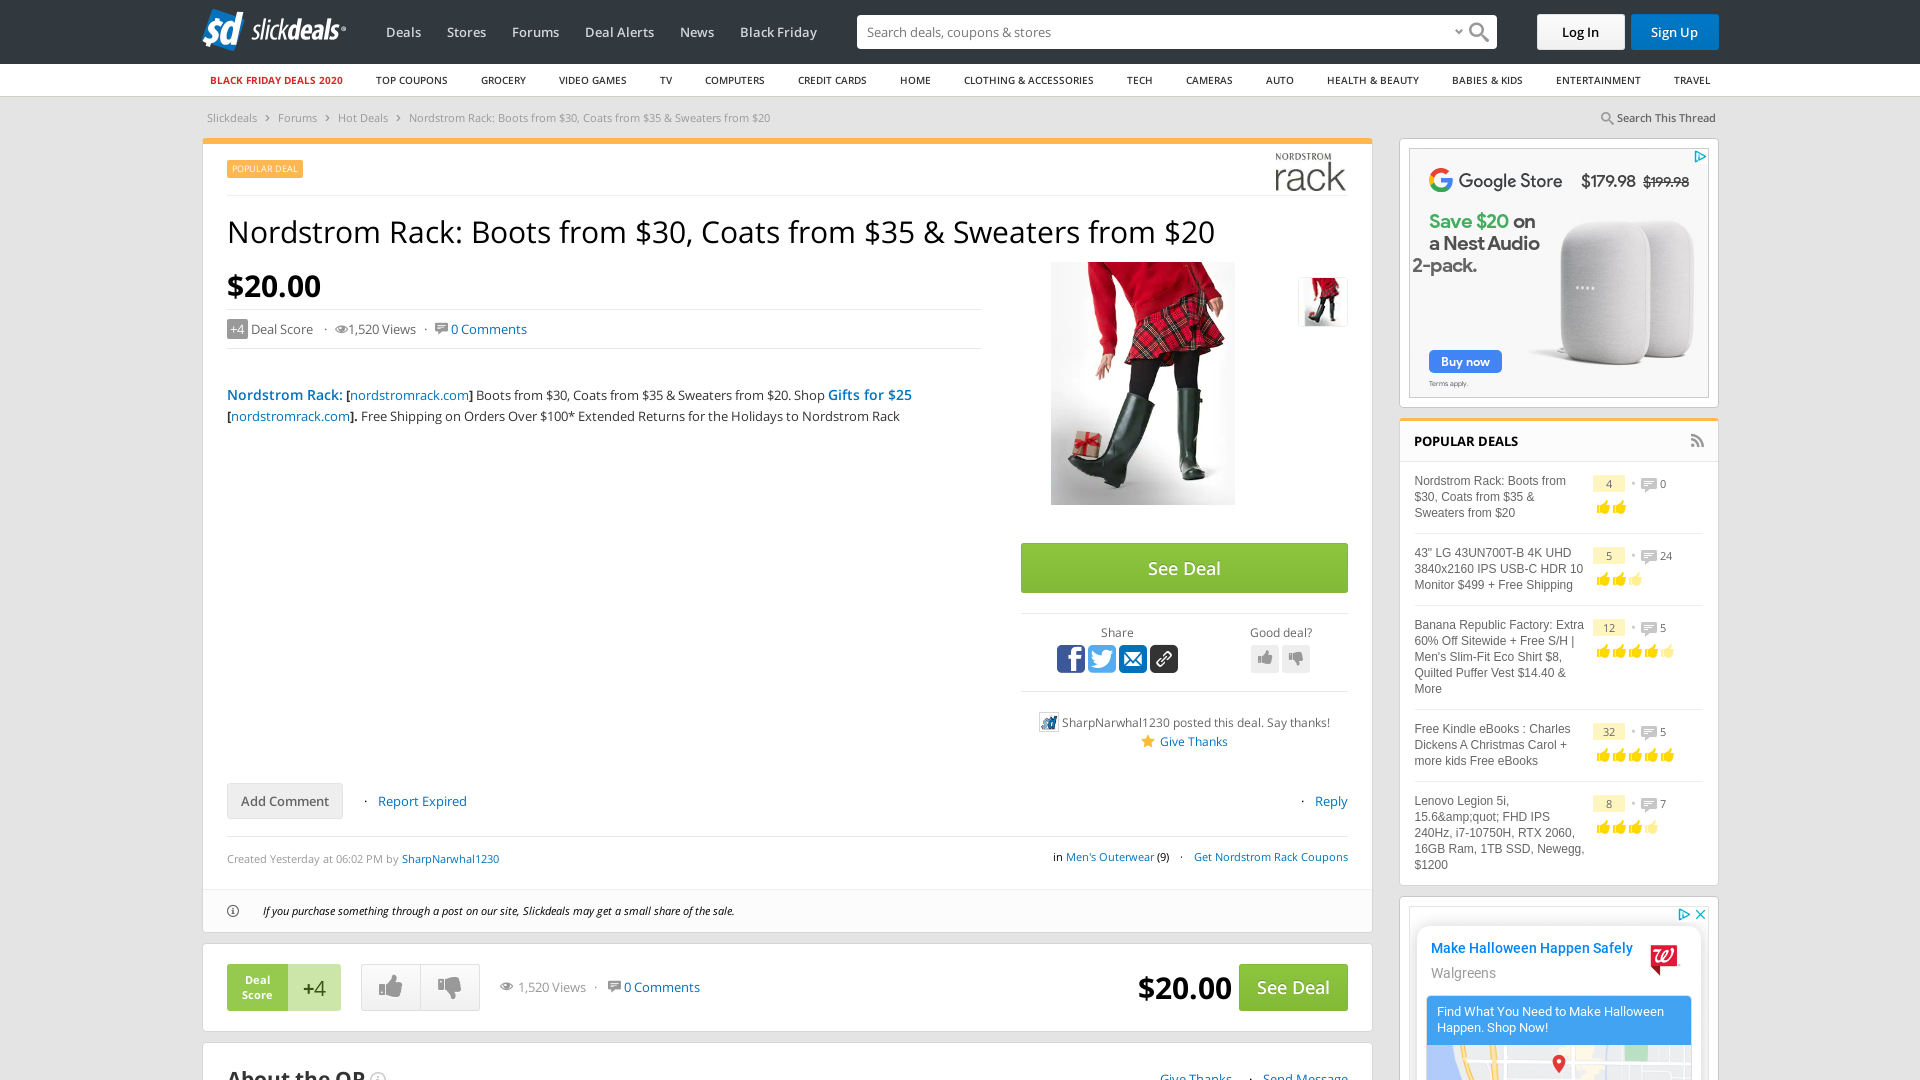 slickdeals
Deals Stores Forums Deal Alerts News Black Friday
Search deals, coupons & stores
Log In
Sign Up
BLACK FRIDAY DEALS 2020 TOP COUPONS GROCERY VIDEO GAMES TV COMPUTERS CREDIT CARDS HOME CLOTHING & ACCESSORIES TECH CAMERAS AUTO HEALTH & BEAUTY BABIES & KIDS ENTERTAINMENT TRAVEL
Slickdeals › Forums › Hot Deals › Nordstrom Rack: Boots from $30, Coats from $35 & Sweaters from $20
Search This Thread
POPULAR DEAL
NORDSTROM
rack
Nordstrom Rack: Boots from $30, Coats from $35 & Sweaters from $20
$20.00
+4 Deal Score · 1,520 Views · 0 Comments
Nordstrom Rack: [nordstromrack.com] Boots from $30, Coats from $35 & Sweaters from $20. Shop Gifts for $25
[nordstromrack.com]. Free Shipping on Orders Over $100* Extended Returns for the Holidays to Nordstrom Rack
See Deal
Share
Good deal?
SharpNarwhal1230 posted this deal. Say thanks!
Give Thanks
Add Comment · Report Expired
· Reply
Created Yesterday at 06:02 PM by SharpNarwhal1230
in Men's Outerwear (9) · Get Nordstrom Rack Coupons
If you purchase something through a post on our site, Slickdeals may get a small share of the sale.
Deal
Score
+4
1,520 Views · 0 Comments
$20.00
See Deal
About the OP
Give Thanks · Send Message
Google Store $179.98 $199.98
Save $20 on
a Nest Audio
2-pack.
Buy now
Terms apply.
POPULAR DEALS
Nordstrom Rack: Boots from
$30, Coats from $35 &
Sweaters from $20
4 · 0
43" LG 43UN700T-B 4K UHD
3840x2160 IPS USB-C HDR 10
Monitor $499 + Free Shipping
5 · 24
Banana Republic Factory: Extra
60% Off Sitewide + Free S/H |
Men's Slim-Fit Eco Shirt $8,
Quilted Puffer Vest $14.40 &
More
12 · 5
Free Kindle eBooks : Charles
Dickens A Christmas Carol +
more kids Free eBooks
32 · 5
Lenovo Legion 5i,
15.6&amp;quot; FHD IPS
240Hz, i7-10750H, RTX 2060,
16GB Ram, 1TB SSD, Newegg,
$1200
8 · 7
Make Halloween Happen Safely
Walgreens
Find What You Need to Make Halloween
Happen. Shop Now!